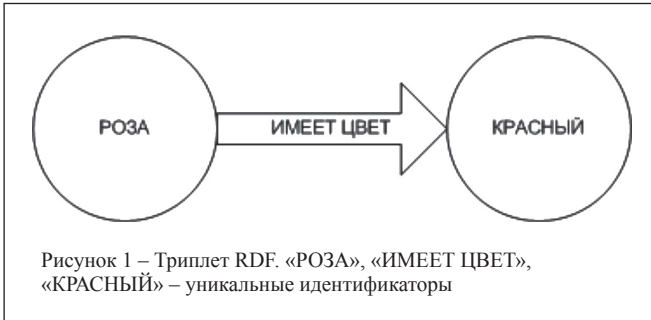 РОЗА
ИМЕЕТ ЦВЕТ
КРАСНЫЙ
Рисунок 1 – Триплет RDF. «РОЗА», «ИМЕЕТ ЦВЕТ»,
«КРАСНЫЙ» – уникальные идентификаторы